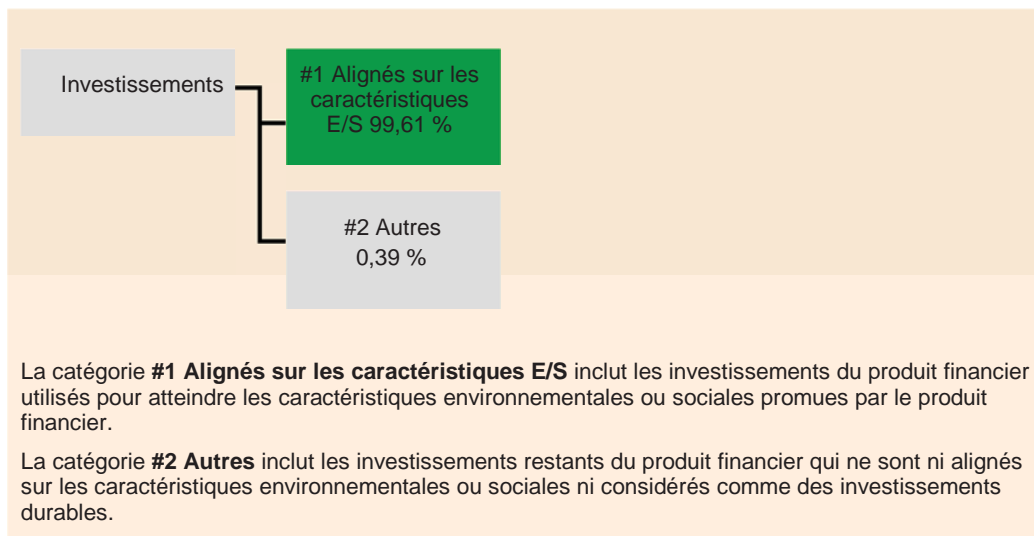 Investissements
#1 Alignés sur les
caractéristiques
E/S 99,61 %
#2 Autres
0,39 %
La catégorie #1 Alignés sur les caractéristiques E/S inclut les investissements du produit financier
utilisés pour atteindre les caractéristiques environnementales ou sociales promues par le produit
financier.
La catégorie #2 Autres inclut les investissements restants du produit financier qui ne sont ni alignés
sur les caractéristiques environnementales ou sociales ni considérés comme des investissements
durables.